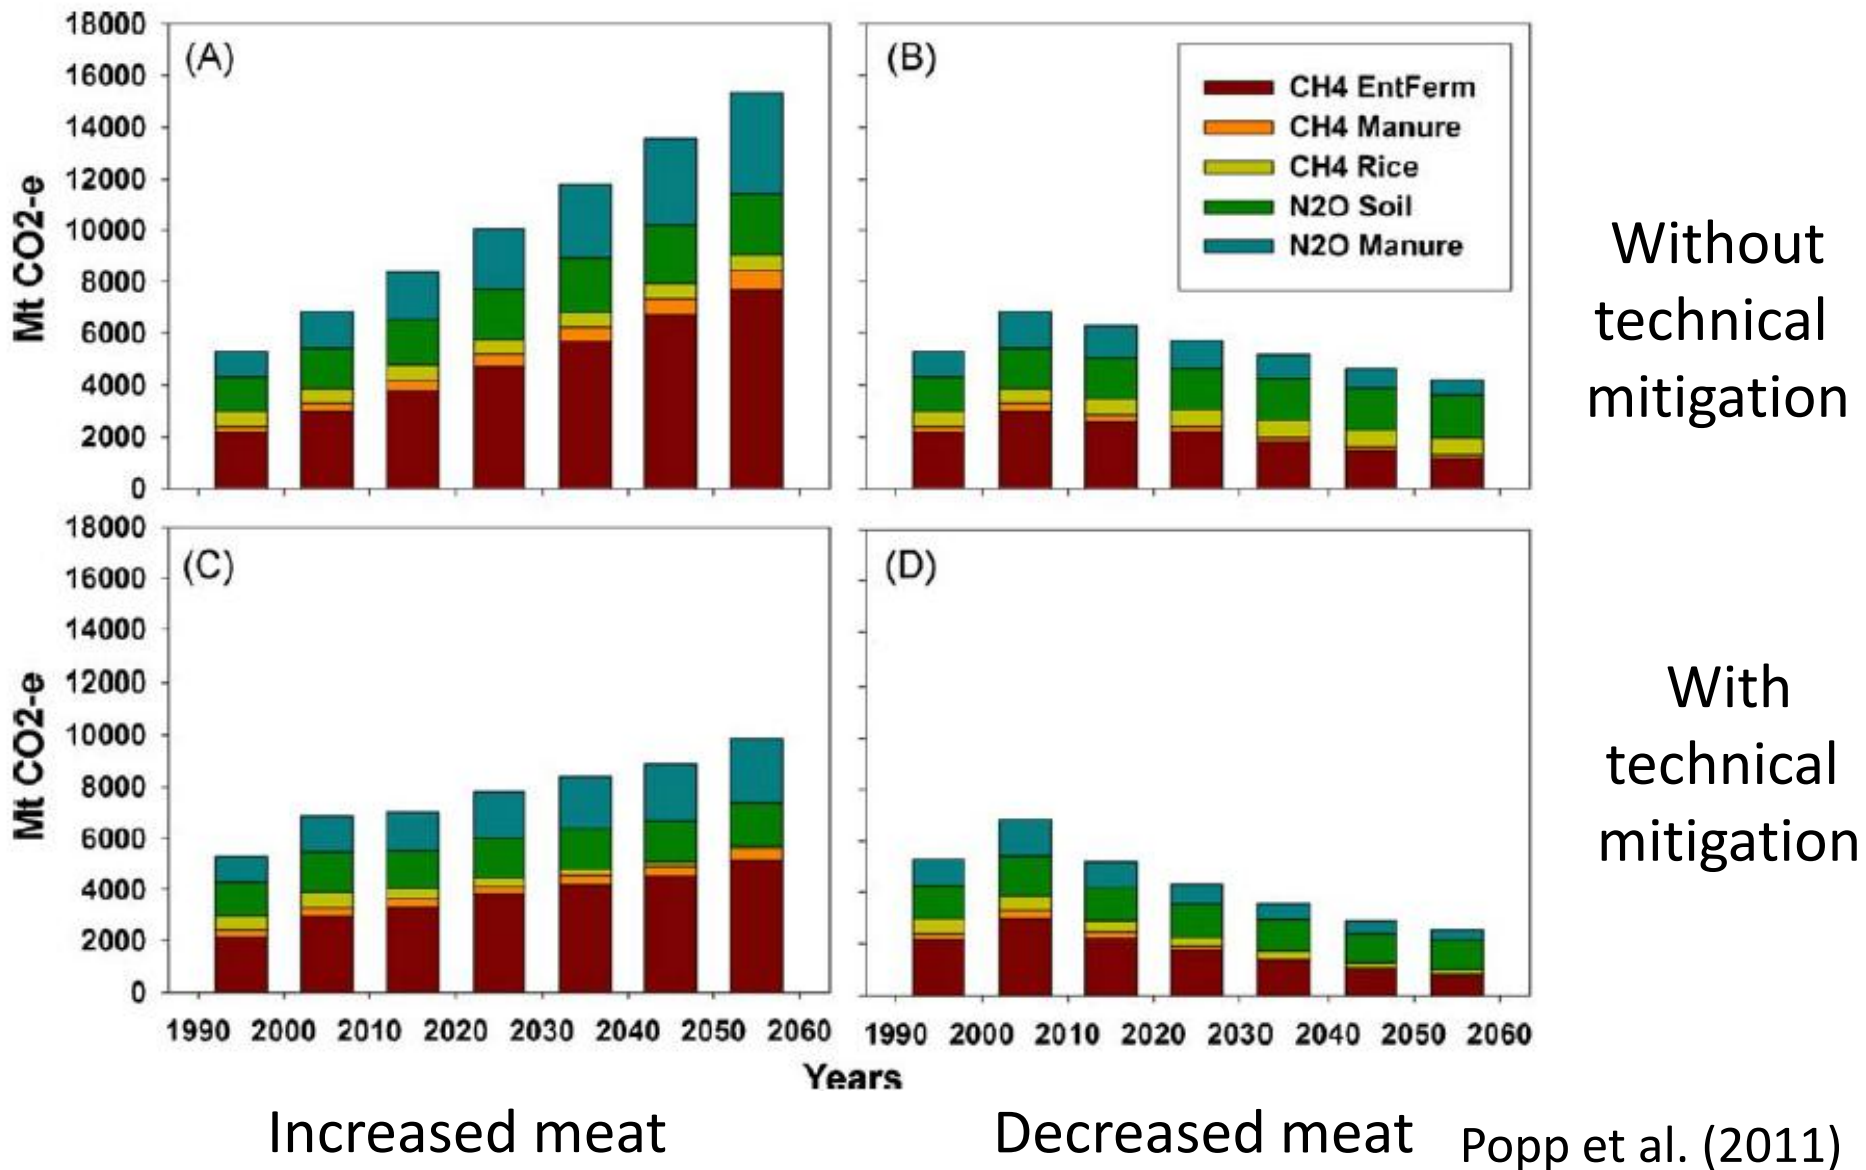 18000
16000
14000
12000
10000
8000
6000
4000
2000
0
Mt CO2-e
(A)
(B)
CH4 EntFerm
CH4 Manure
CH4 Rice
N2O Soil
N2O Manure
Without
technical
mitigation
18000
16000
14000
12000
10000
8000
6000
4000
2000
0
Mt CO2-e
(C)
(D)
With
technical
mitigation
1990 2000 2010 2020 2030 2040 2050 2060
1990 2000 2010 2020 2030 2040 2050 2060
Years
Increased meat
Decreased meat
Popp et al. (2011)